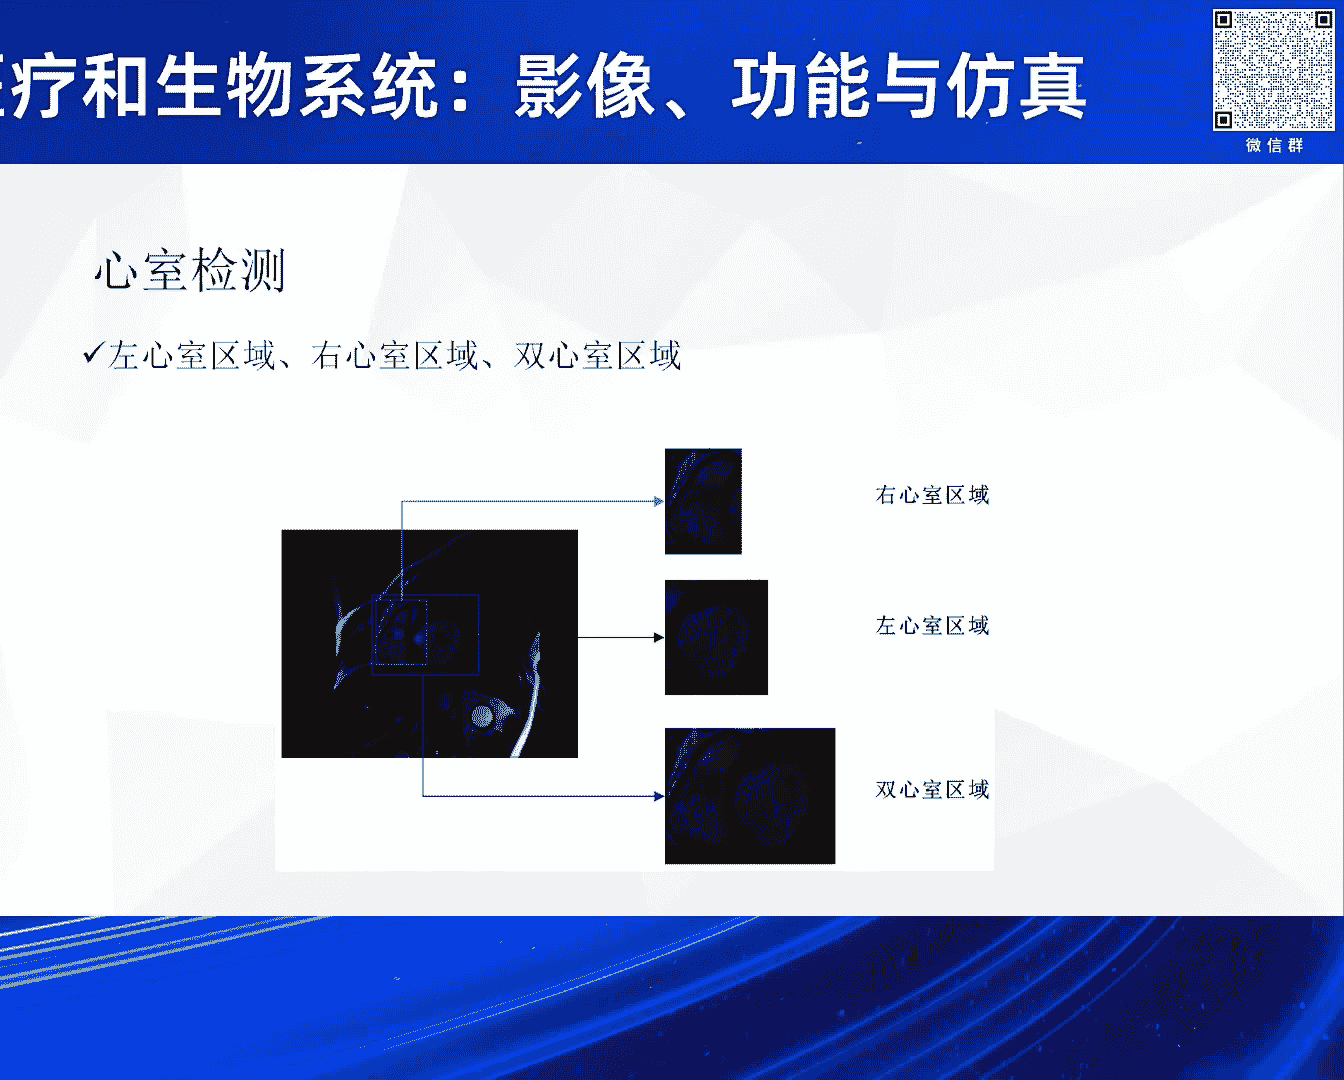 疗和生物系统：影像、功能与仿真
微信群
心室检测
✓左心室区域、右心室区域、双心室区域
右心室区域
左心室区域
双心室区域